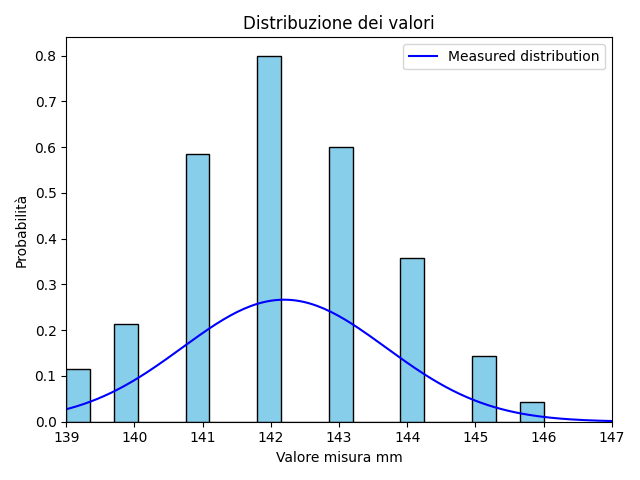 Distribuzione dei valori
Measured distribution
0.8
0.7
0.6
0.5
0.4
0.3
0.2
0.1
0.0
Probabilità
139 140 141 142 143 144 145 146 147
Valore misura mm